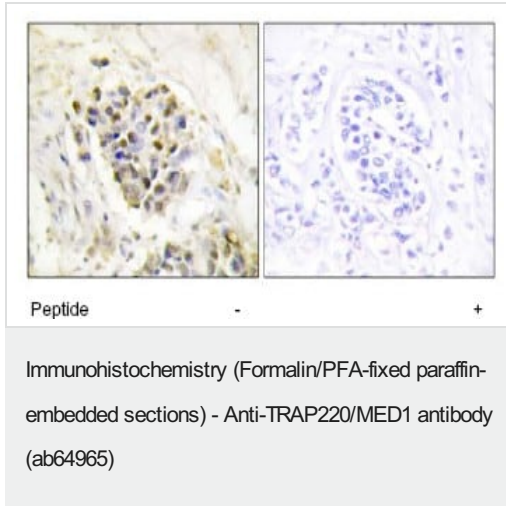 Peptide - +
Immunohistochemistry (Formalin/PFA-fixed paraffin-
embedded sections) - Anti-TRAP220/MED1 antibody
(ab64965)